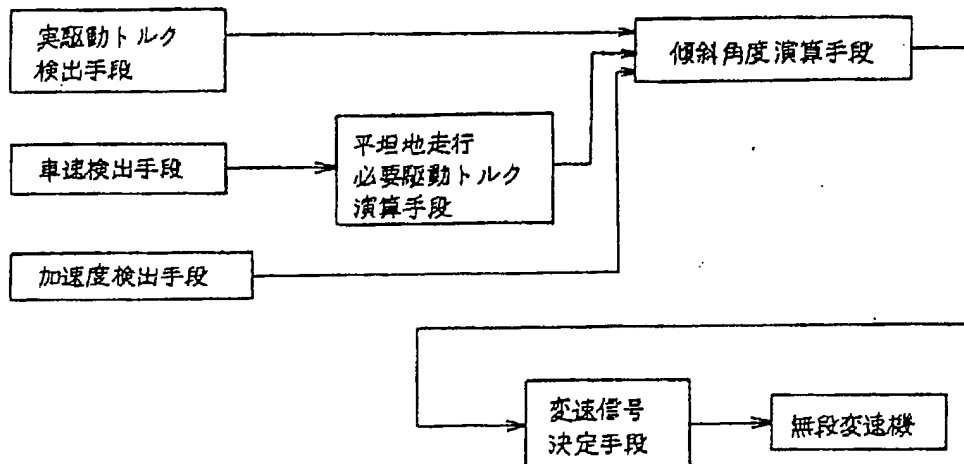 実駆動トルク
検出手段
傾斜角度演算手段
車速検出手段
平坦地走行
必要駆動トルク
演算手段
加速度検出手段
変速信号
決定手段
無段変速機